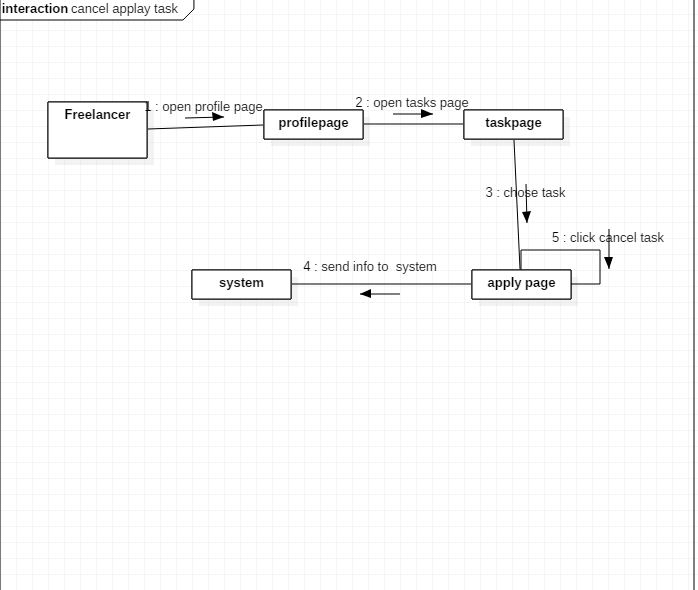 interaction cancel applay task
1 : open profile page
2 : open tasks page
Freelancer
profilepage
taskpage
3 : chose task
5 : click cancel task
4 : send info to  system
system
apply page